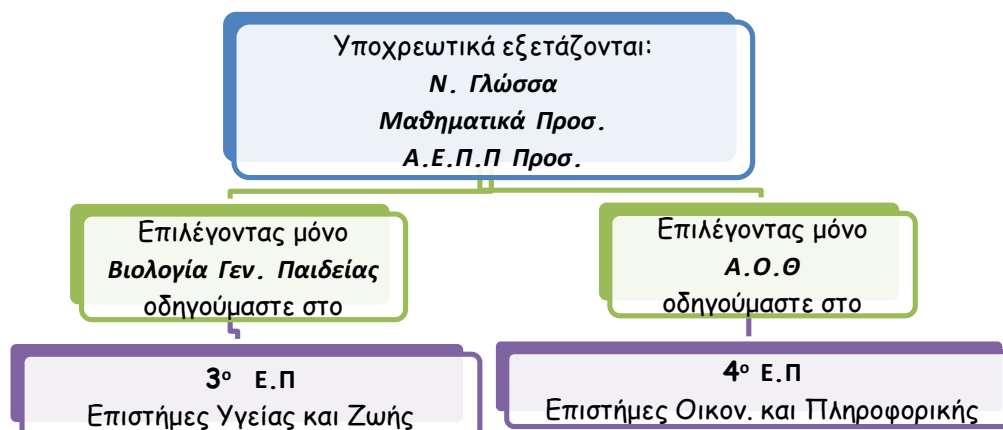 Υποχρεωτικά εξετάζονται:
Ν. Γλώσσα
Μαθηματικά Προσ.
Α.Ε.Π.Π Προσ.
Επιλέγοντας μόνο
Βιολογία Γεν. Παιδείας
οδηγούμαστε στο
Επιλέγοντας μόνο
Α.Ο.Θ
οδηγούμαστε στο
3ο Ε.Π
Επιστήμες Υγείας και Ζωής
4ο Ε.Π
Επιστήμες Οικον. και Πληροφορικής